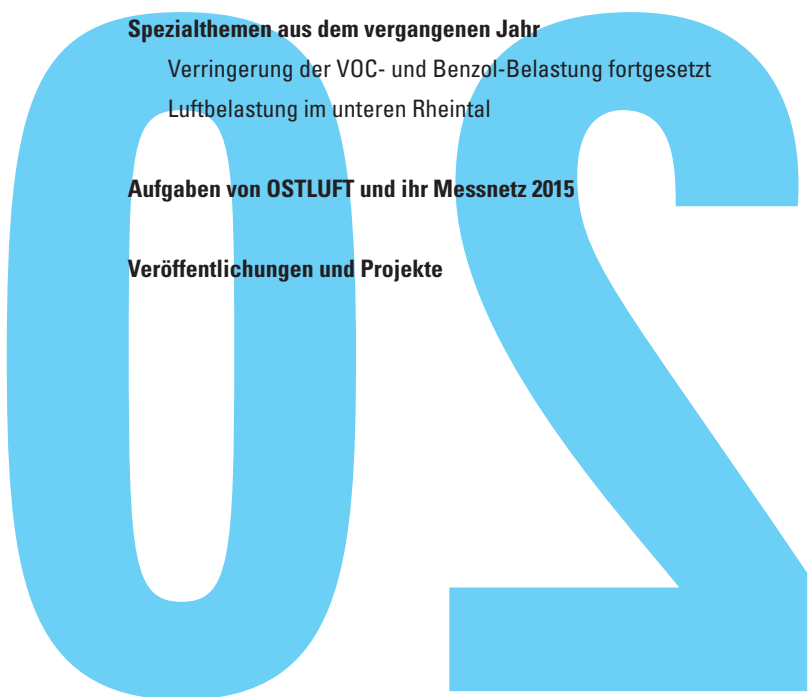 Spezialthemen aus dem vergangenen Jahr
Verringerung der VOC- und Benzol-Belastung fortgesetzt
Luftbelastung im unteren Rheintal
Aufgaben von OSTLUFT und ihr Messnetz 2015
Veröffentlichungen und Projekte
02